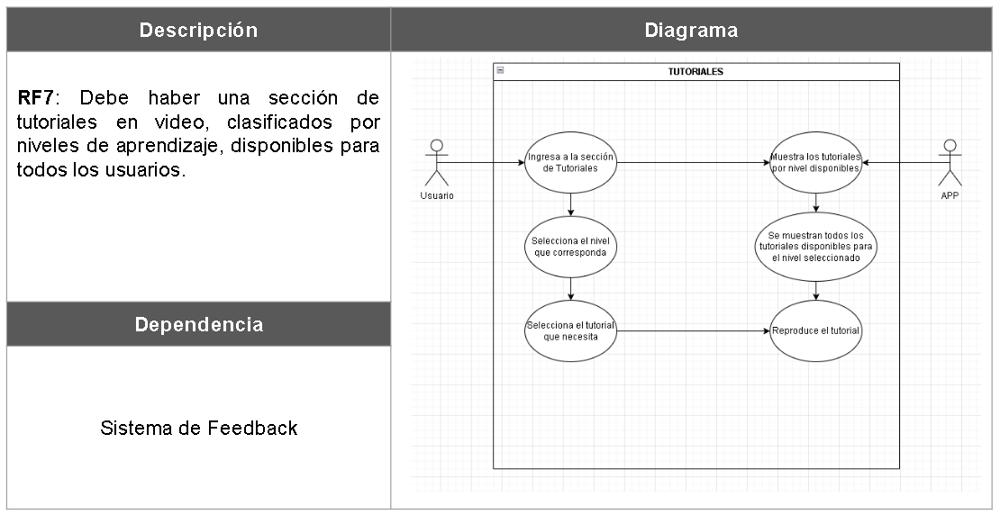 Descripción
RF7: Debe haber una sección de
tutoriales en video, clasificados por
niveles de aprendizaje, disponibles para
todos los usuarios.
Dependencia
Sistema de Feedback
Diagrama
TUTORIALES
Usuario
Ingresa a la sección
de Tutoriales
Muestra los tutoriales
por nivel disponibles
APP
Selecciona el nivel
que corresponda
Se muestran todos los
tutoriales disponibles para
el nivel seleccionado
Selecciona el tutorial
que necesita
Reproduce el tutorial